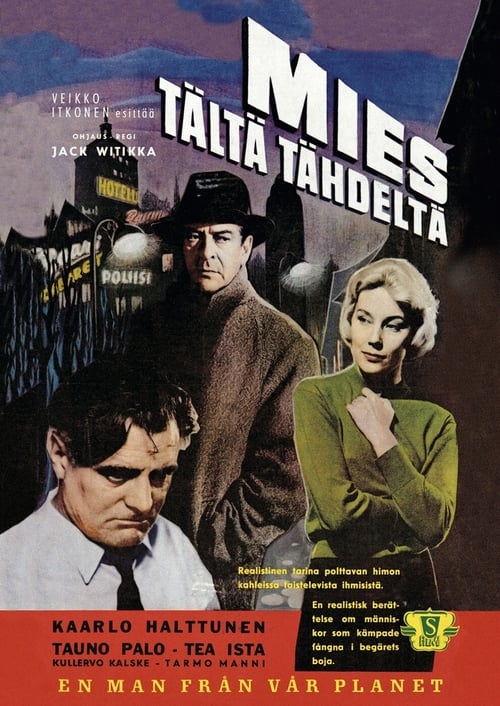 VEIKKO
ITKONEN esittää
OHJAUS - REGI
JACK WITIKKA
MIES
TÄLTÄ TÄHDELTÄ
HOTELL
POLIISI
Realistinen tarina polttavan himon
kahleissa taistelevista ihmisistä.
En realistisk berät-
telse om männis-
kor som kämpade
fångna i begärets
boja.
S
KAARLO HALTTUNEN
TAUNO PALO - TEA ISTA
KULLERVO KALSKE - TARMO MANNI
EN MAN FRÅN VÅR PLANET